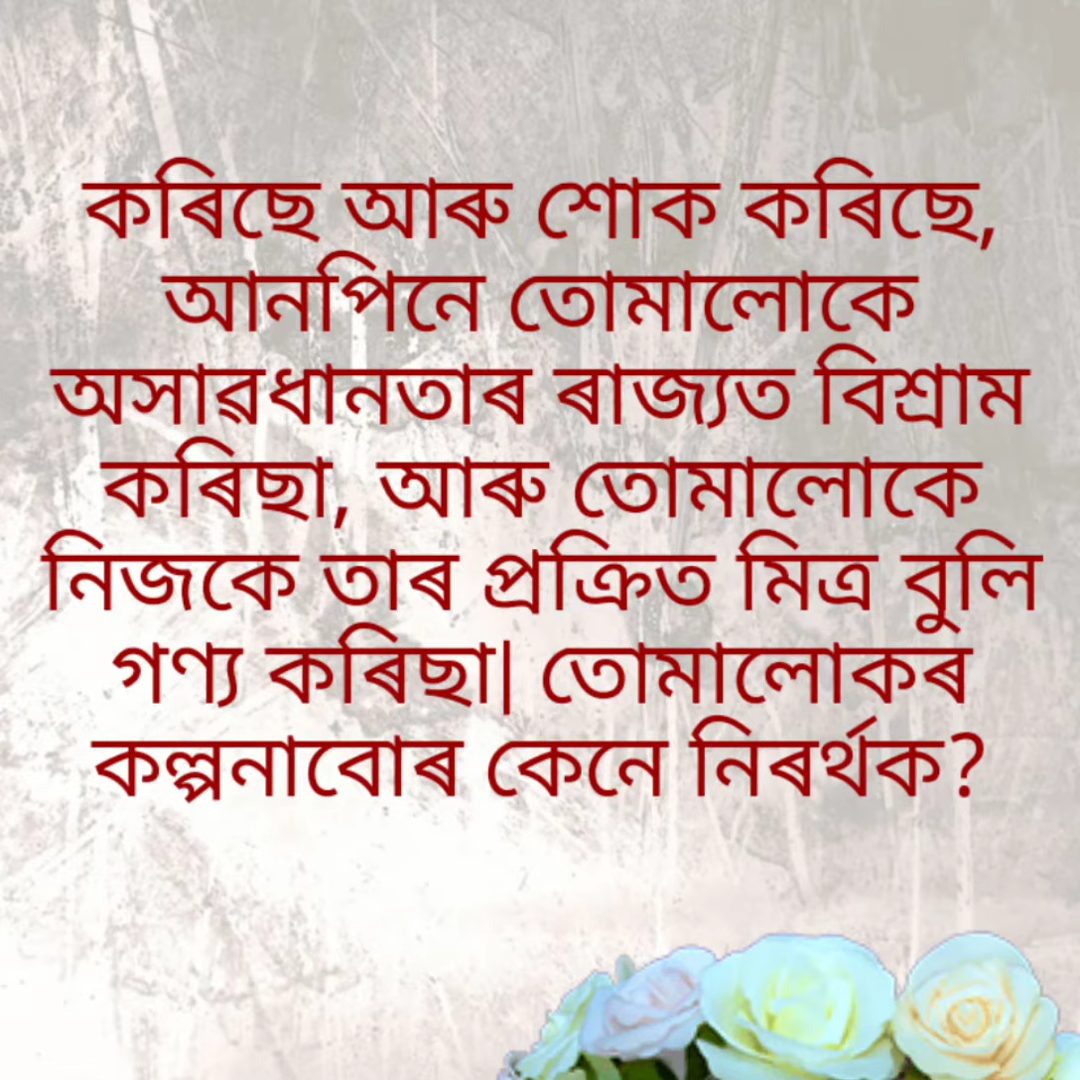 কৰিছে আৰু শোক কৰিছে,
আনপিনে তোমালোকে
অসাৱধানতাৰ ৰাজ্যত বিশ্ৰাম
কৰিছা, আৰু তোমালোকে
নিজকে তাৰ প্ৰক্ৰিত মিত্ৰ বুলি
গণ্য কৰিছা| তোমালোকৰ
কল্পনাবোৰ কেনে নিৰৰ্থক?